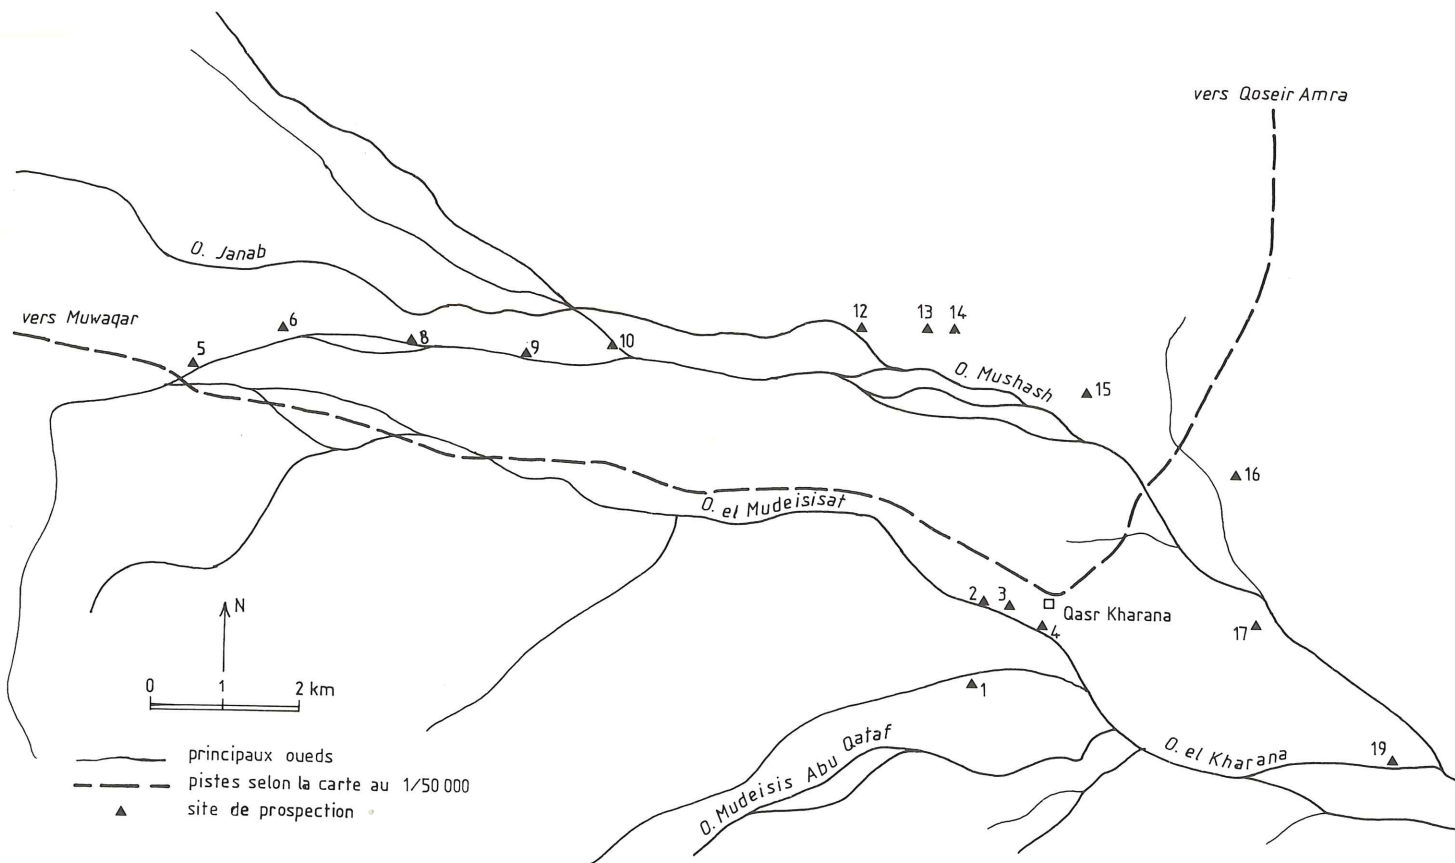 vers Qoseir Amra
O. Janab
vers Muwaqar
6
5
8
9
10
12
13
14
O. Mushash
15
16
O. el Mudeisisat
2
3
4
Qasr Kharana
17
N
0 1 2 km
1
O. Mudeisis Abu Qataf
O. el Kharana
19
principaux oueds
pistes selon la carte au 1/50 000
site de prospection